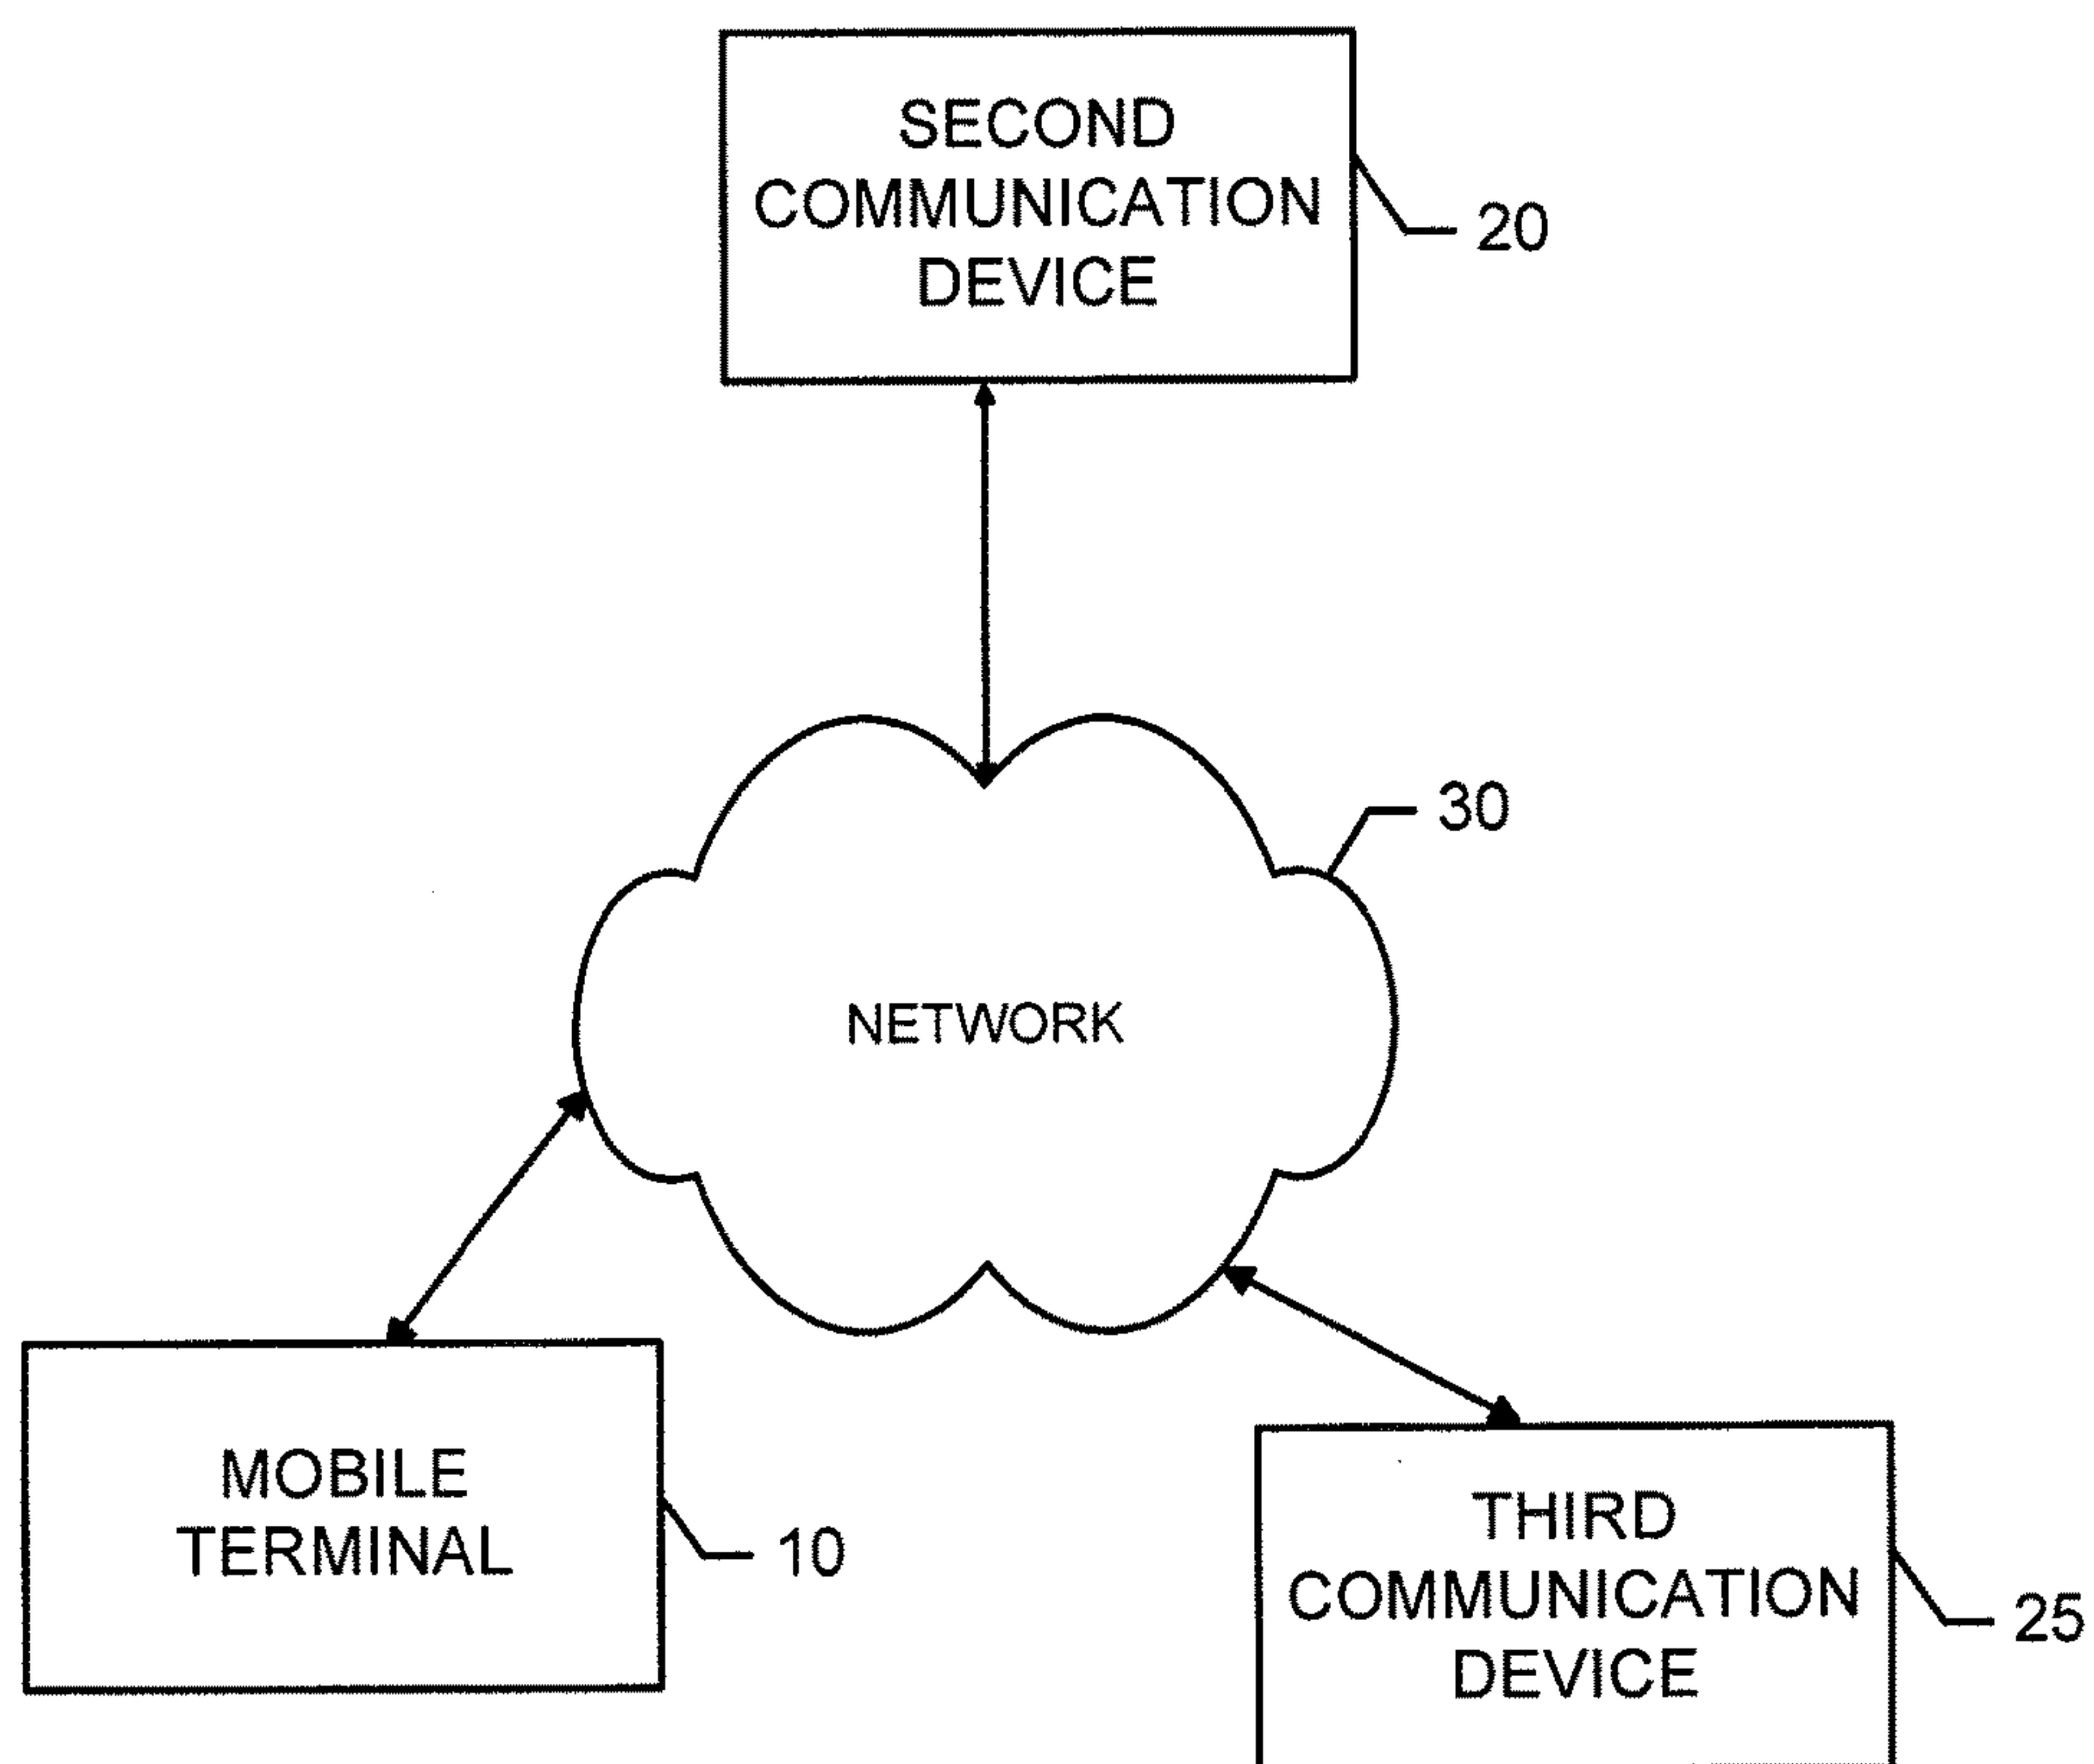 SECOND
COMMUNICATION
DEVICE
20
30
NETWORK
MOBILE
TERMINAL
10
THIRD
COMMUNICATION
DEVICE
25